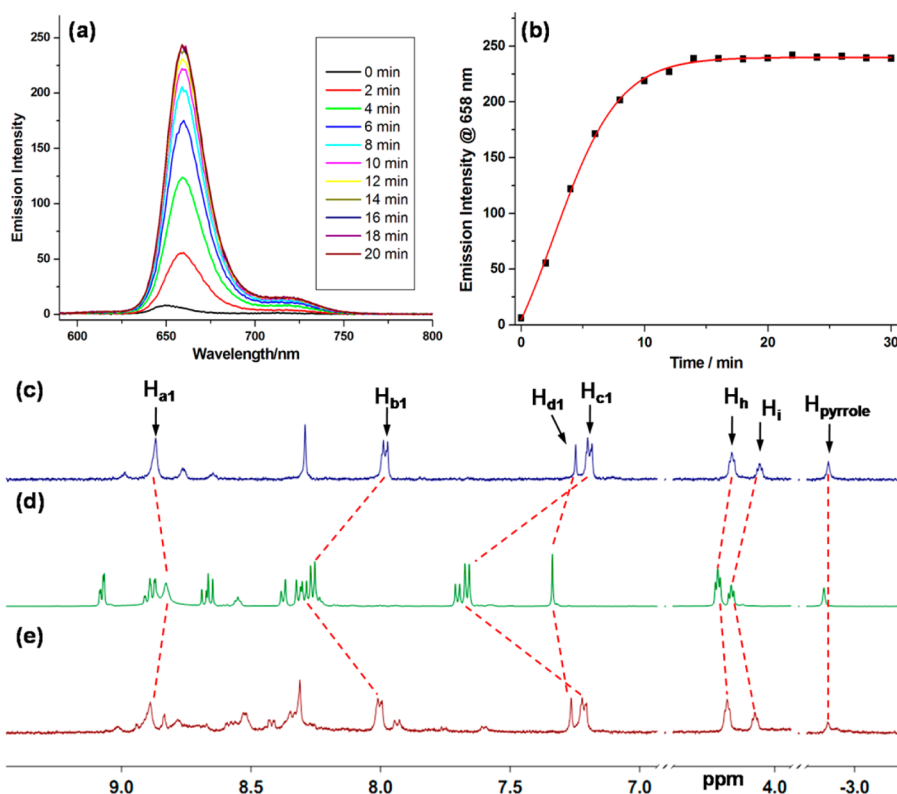 (a)
250
200
150
100
50
0
Emission Intensity
600
650
700
750
800
Wavelength/nm
0 min
2 min
4 min
6 min
8 min
10 min
12 min
14 min
16 min
18 min
20 min
(b)
250
200
150
100
50
0
Emission Intensity @ 658 nm
0
10
20
30
Time / min
(c)
Ha1
Hb1
Hd1
Hc1
Hh
Hi
Hpyrrole
(d)
(e)
9.0
8.5
8.0
7.5
7.0
ppm
4.0
-3.0